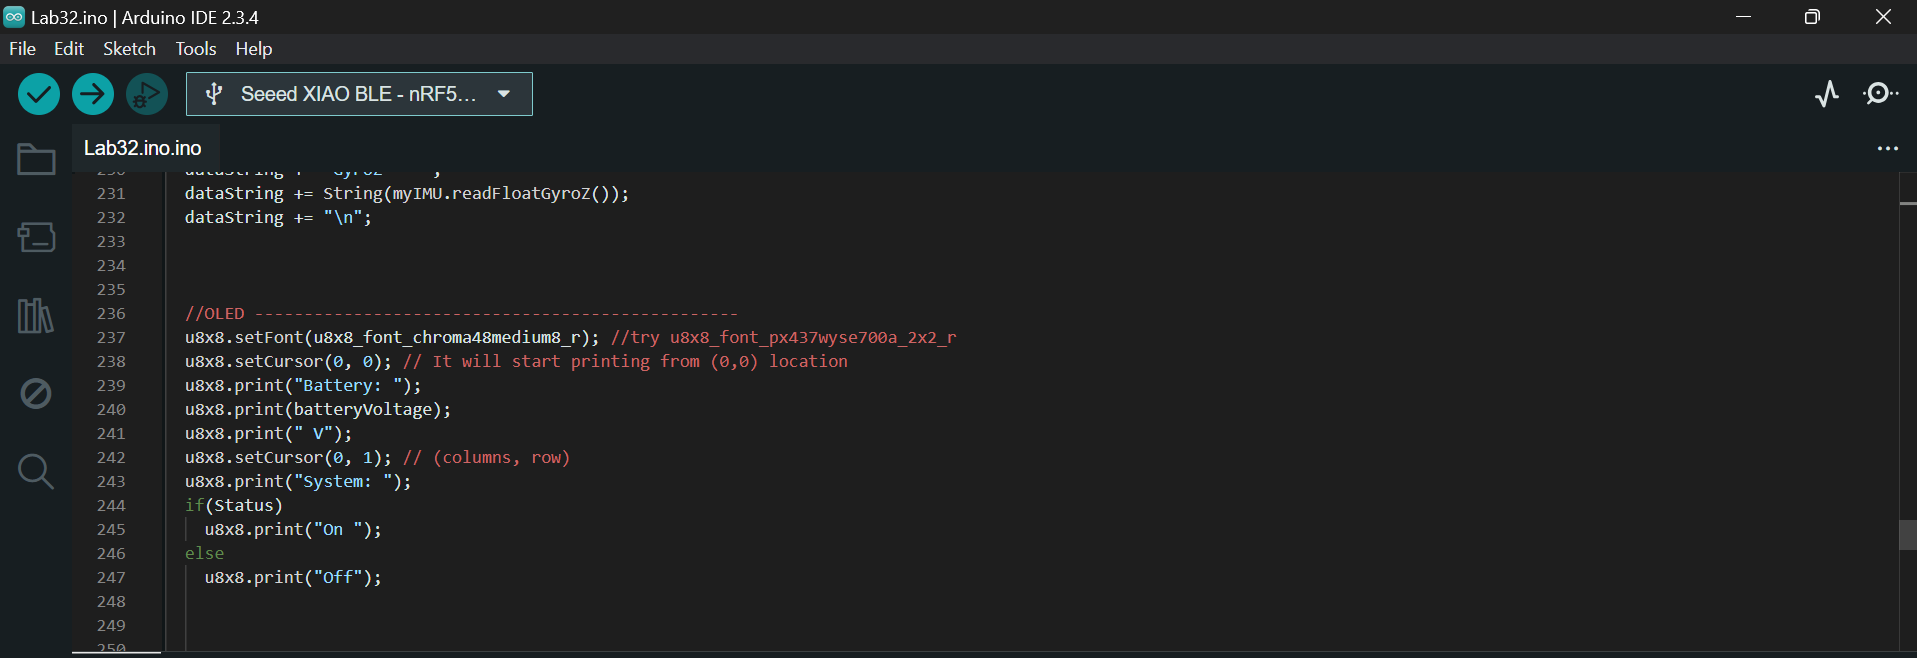 Lab32.ino | Arduino IDE 2.3.4
File Edit Sketch Tools Help
Seeed XIAO BLE - nRF5...
Lab32.ino.ino
231 dataString += String(myIMU.readFloatGyroZ());
232 dataString += "\n";
233
234
235
236 //OLED -------------------------------------------------
237 u8x8.setFont(u8x8_font_chroma48medium8_r); //try u8x8_font_px437wyse700a_2x2_r
238 u8x8.setCursor(0, 0); // It will start printing from (0,0) location
239 u8x8.print("Battery: ");
240 u8x8.print(batteryVoltage);
241 u8x8.print(" V");
242 u8x8.setCursor(0, 1); // (columns, row)
243 u8x8.print("System: ");
244 if(Status)
245 u8x8.print("On ");
246 else
247 u8x8.print("Off");
248
249
250